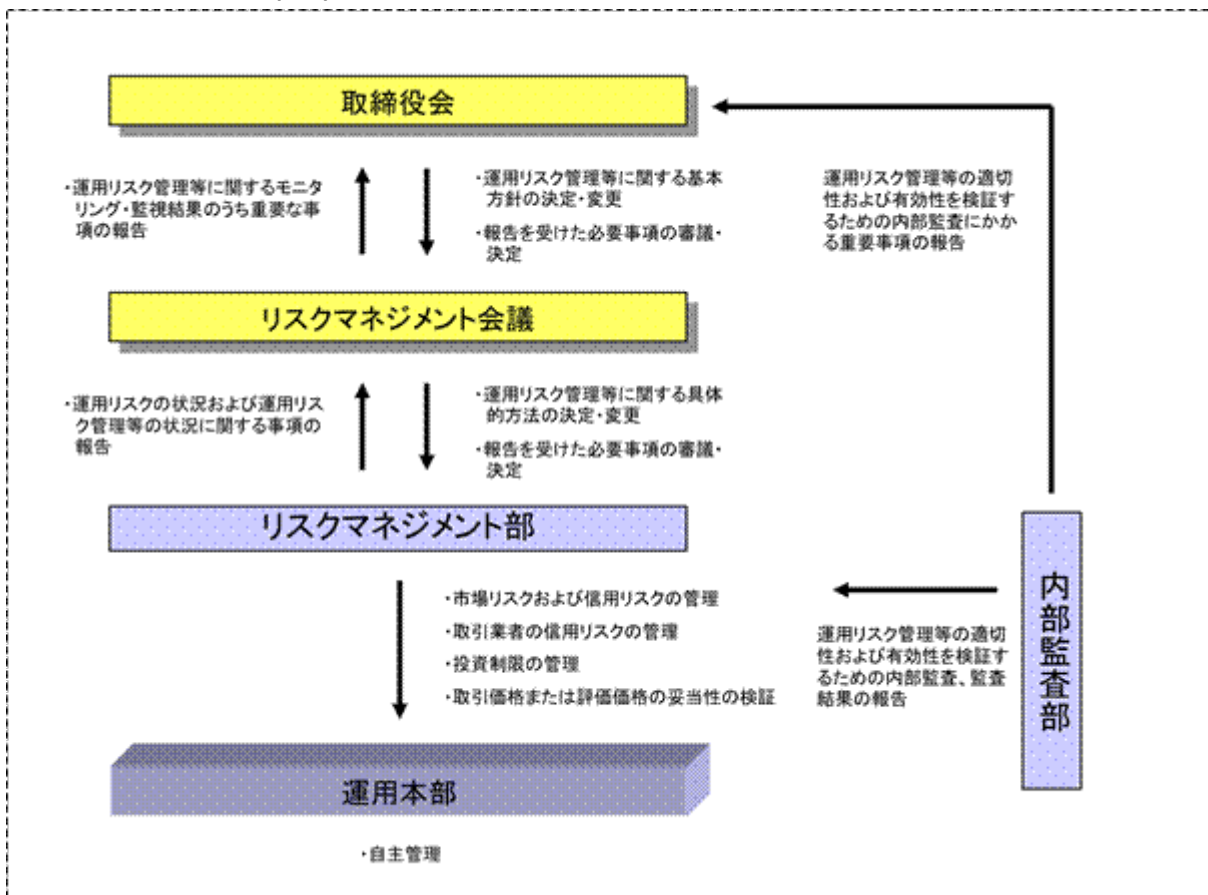 取締役会
・運用リスク管理等に関するモニ
タリング・監視結果のうち重要な事
項の報告
・運用リスク管理等に関する基本
方針の決定・変更
・報告を受けた必要事項の審議・
決定
運用リスク管理等の適切
性および有効性を検証す
るための内部監査にかか
る重要事項の報告
リスクマネジメント会議
・運用リスクの状況および運用リス
ク管理等の状況に関する事項の
報告
・運用リスク管理等に関する具体
的方法の決定・変更
・報告を受けた必要事項の審議・
決定
リスクマネジメント部
・市場リスクおよび信用リスクの管理
・取引業者の信用リスクの管理
・投資制限の管理
・取引価格または評価価格の妥当性の検証
運用リスク管理等の適切
性および有効性を検証す
るための内部監査、監査
結果の報告
内部監査部
運用本部
・自主管理